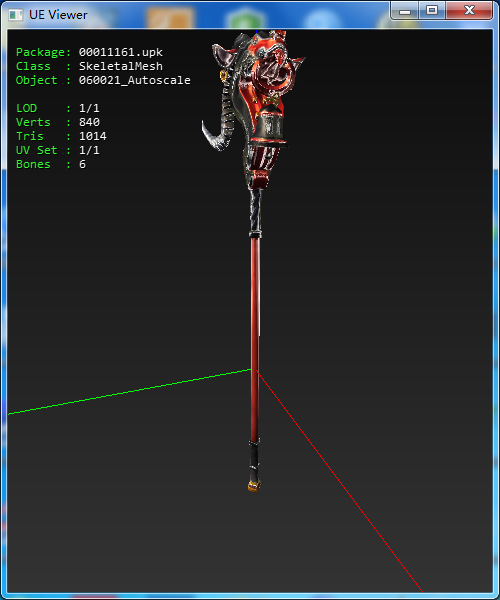 UE Viewer
Package: 00011161.upk
Class : SkeletalMesh
Object : 060021_Autoscale
LOD : 1/1
Verts : 840
Tris : 1014
UV Set : 1/1
Bones : 6